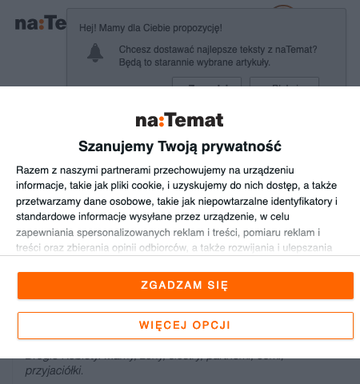 na:Te
Hej! Mamy dla Ciebie propozycję!
Chcesz dostawać najlepsze teksty z naTemat?
Będą to starannie wybrane artykuły.
na:Temat
Szanujemy Twoją prywatność
Razem z naszymi partnerami przechowujemy na urządzeniu
informacje, takie jak pliki cookie, i uzyskujemy do nich dostęp, a także
przetwarzamy dane osobowe, takie jak niepowtarzalne identyfikatory i
standardowe informacje wysyłane przez urządzenie, w celu
zapewniania spersonalizowanych reklam i treści, pomiaru reklam i
treści oraz zbierania opinii odbiorców, a także rozwijania i ulepszania
ZGADZAM SIĘ
WIĘCEJ OPCJI
przyjaciółki.